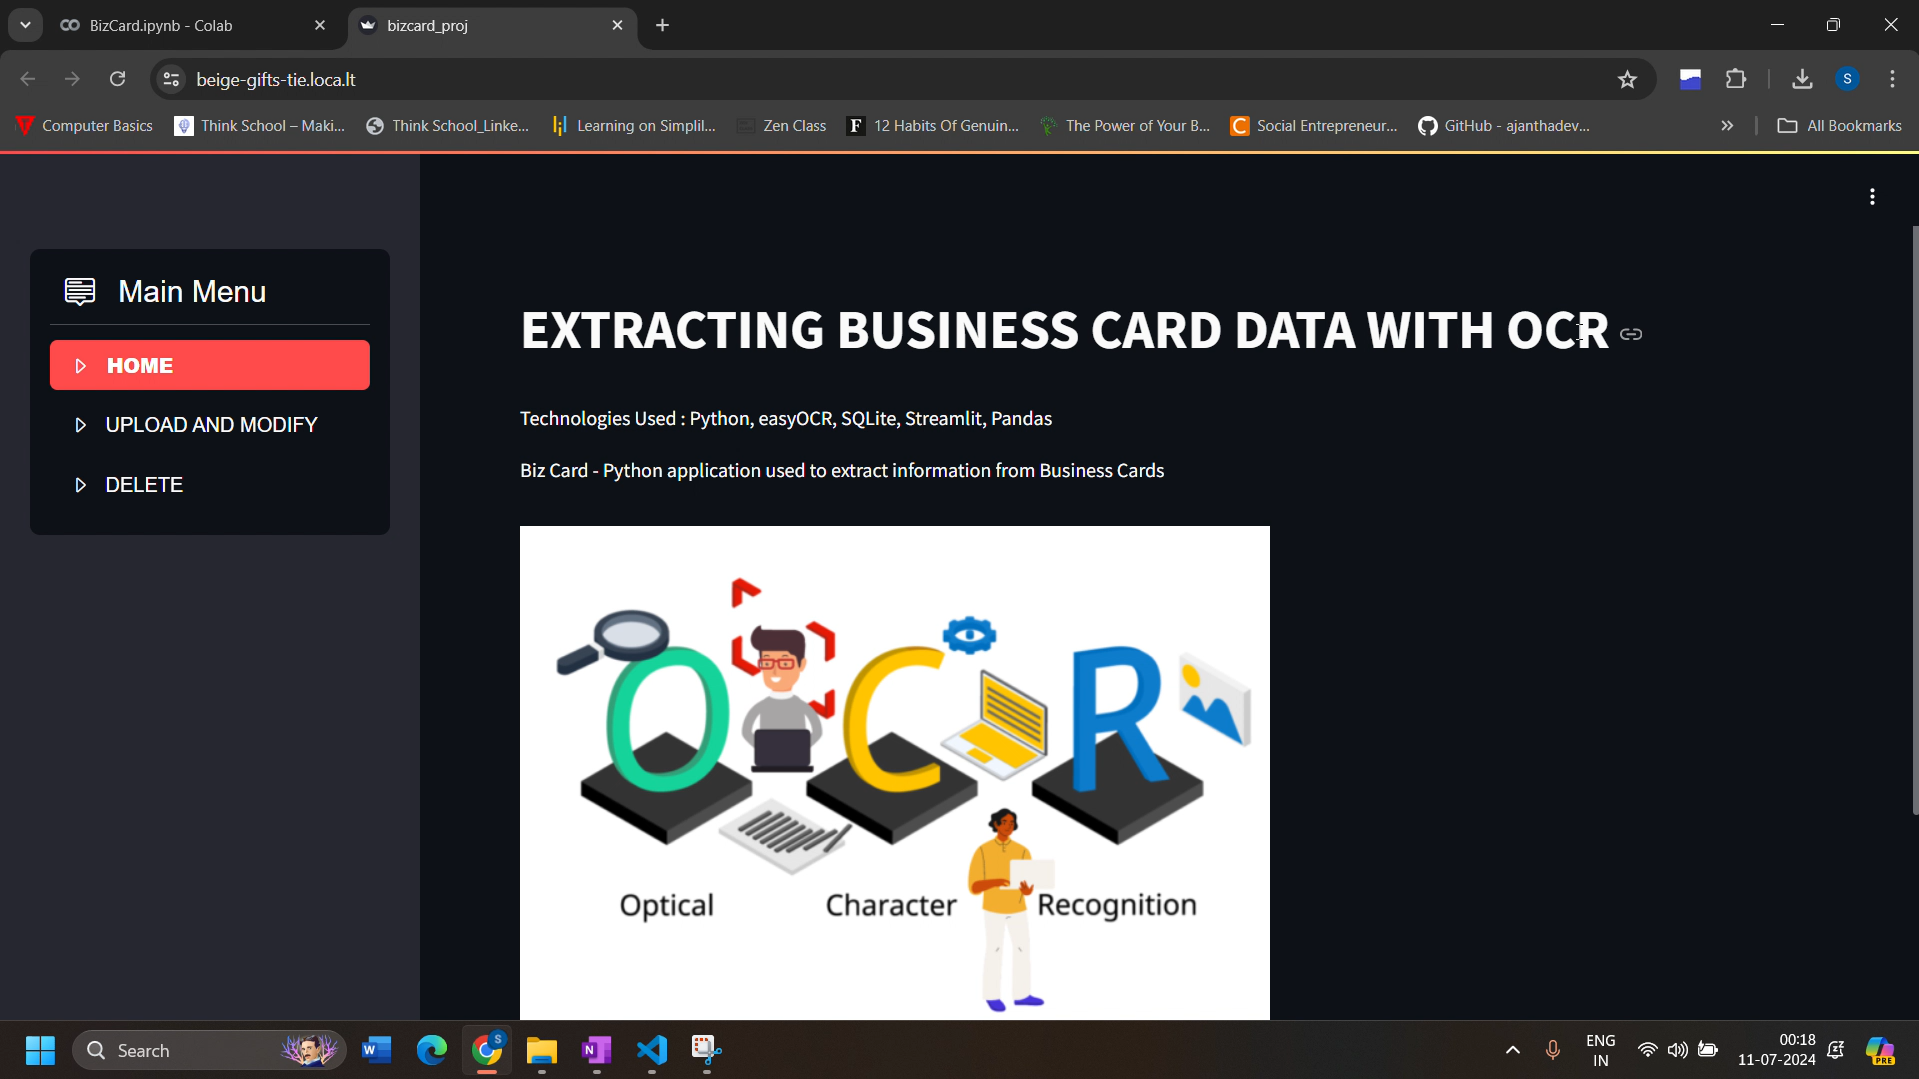 BizCard.ipynb - Colab
bizcard_proj
beige-gifts-tie.loca.lt
S
Computer Basics
Think School – Maki...
Think School_Linke...
Learning on Simplil...
Zen Class
F
12 Habits Of Genuin...
The Power of Your B...
C
Social Entrepreneur...
GitHub - ajanthadev...
All Bookmarks
Main Menu
HOME
UPLOAD AND MODIFY
DELETE
EXTRACTING BUSINESS CARD DATA WITH OCR
Technologies Used : Python, easyOCR, SQLite, Streamlit, Pandas
Biz Card - Python application used to extract information from Business Cards
O C R
Optical Character Recognition
Search
W
S
N
ENG
IN
00:18
11-07-2024
PRE